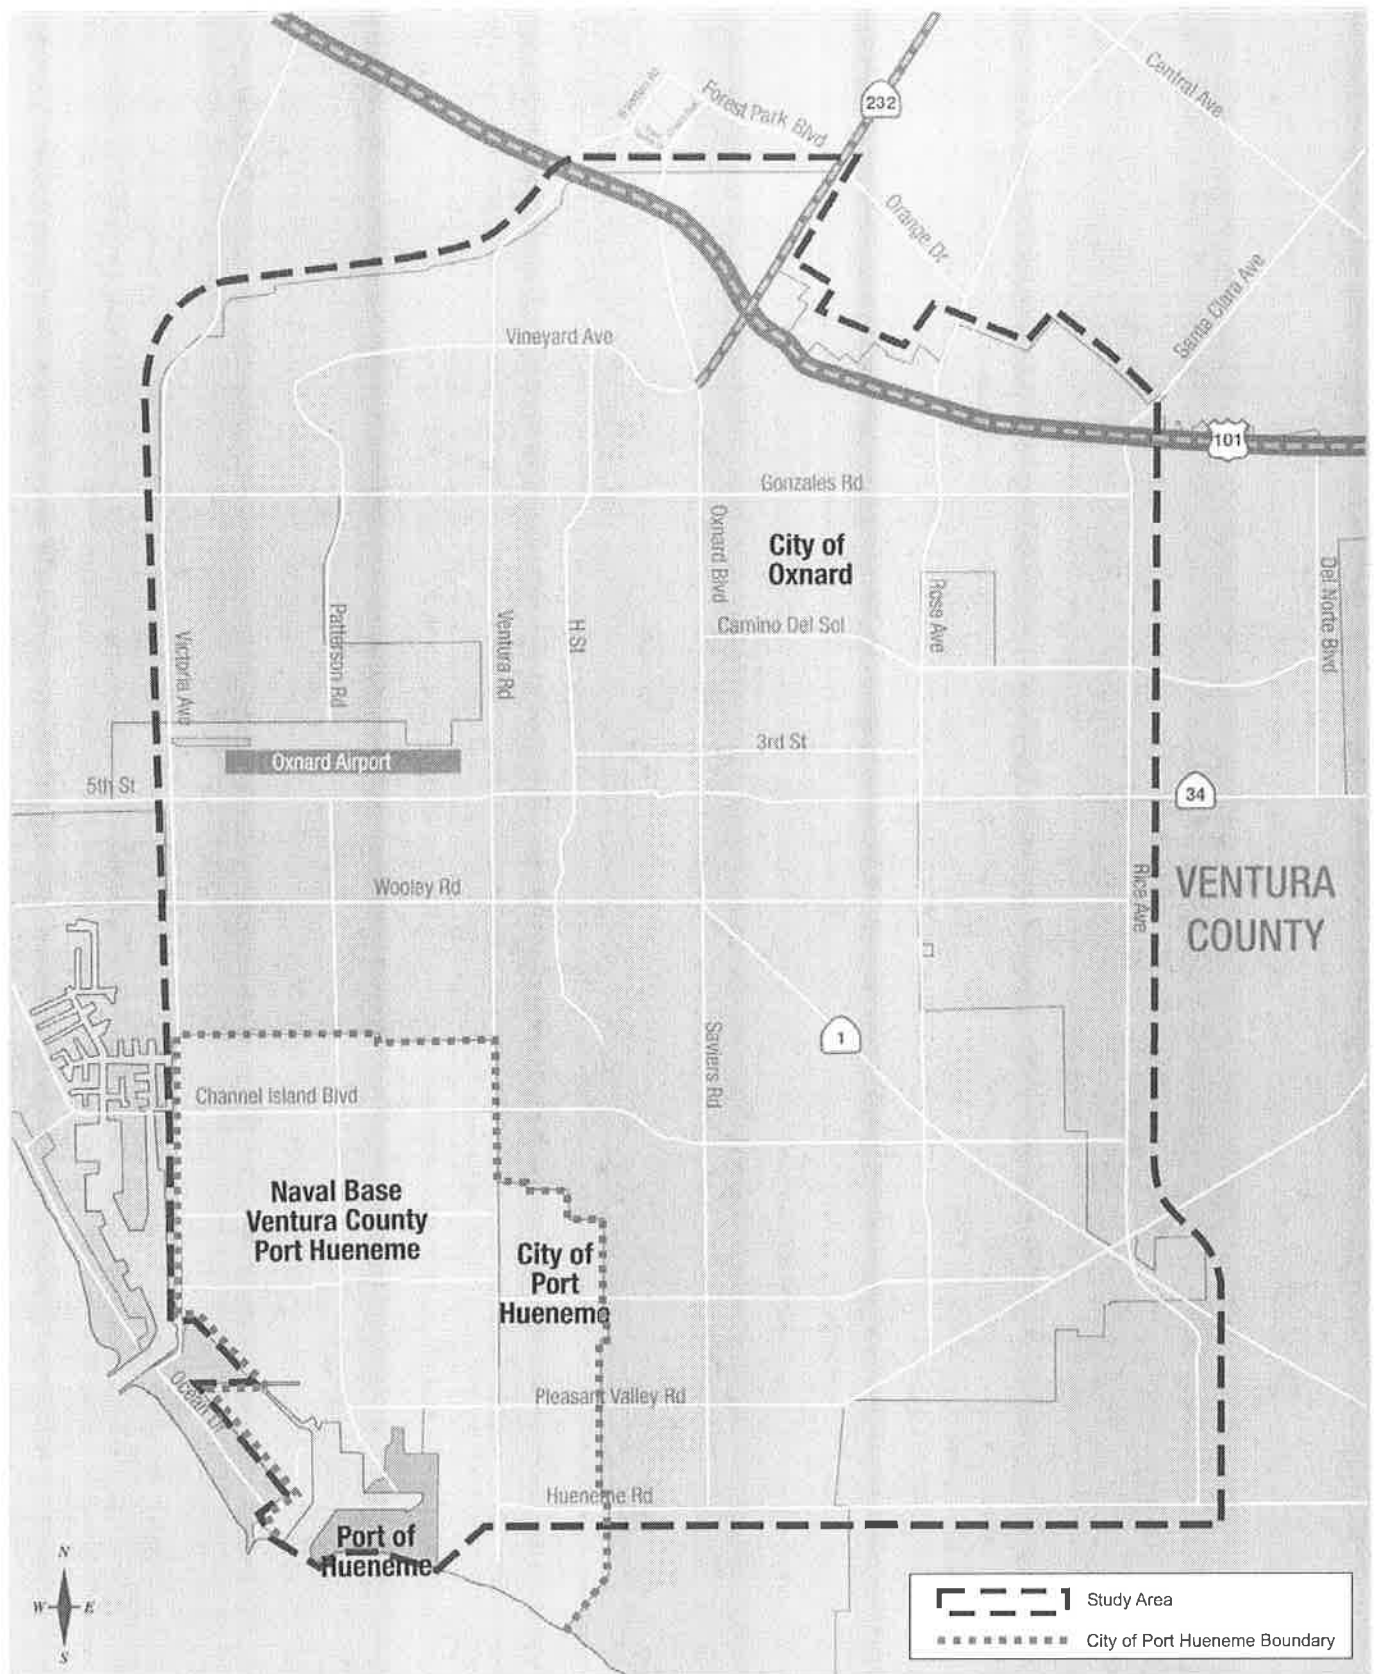 232
Central Ave
Forest Park Blvd
Orange Dr
Santa Clara Ave
Vineyard Ave
101
Gonzales Rd
City of
Oxnard
Oxnard Blvd
Camino Del Sol
Rose Ave
Del Norte Blvd
Victoria Ave
Patterson Rd
Ventura Rd
H St
3rd St
Oxnard Airport
5th St
34
Wooley Rd
Rice Ave
VENTURA
COUNTY
1
Saviers Rd
Channel Island Blvd
Naval Base
Ventura County
Port Hueneme
City of
Port
Hueneme
Ocean Dr
Pleasant Valley Rd
Hueneme Rd
Port of
Hueneme
N
W E
S
Study Area
City of Port Hueneme Boundary